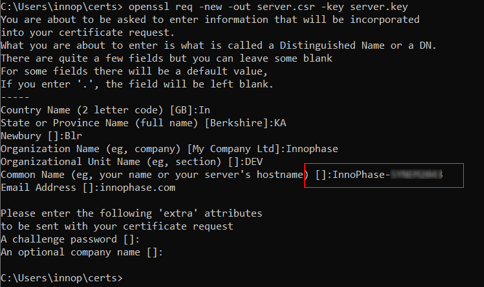 C:\Users\innop\certs> openssl req -new -out server.csr -key server.key
You are about to be asked to enter information that will be incorporated
into your certificate request.
What you are about to enter is what is called a Distinguished Name or a DN.
There are quite a few fields but you can leave some blank
For some fields there will be a default value,
If you enter '.', the field will be left blank.
-----
Country Name (2 letter code) [GB]:In
State or Province Name (full name) [Berkshire]:KA
Newbury []:Blr
Organization Name (eg, company) [My Company Ltd]:Innophase
Organizational Unit Name (eg, section) []:DEV
Common Name (eg, your name or your server's hostname) []:InnoPhase-
Email Address []:innophase.com
Please enter the following 'extra' attributes
to be sent with your certificate request
A challenge password []:
An optional company name []:
C:\Users\innop\certs>